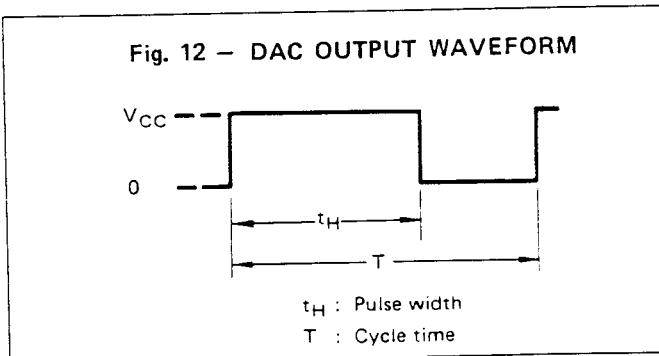 Fig. 12 — DAC OUTPUT WAVEFORM
VCC
0
tH
T
tH : Pulse width
T : Cycle time